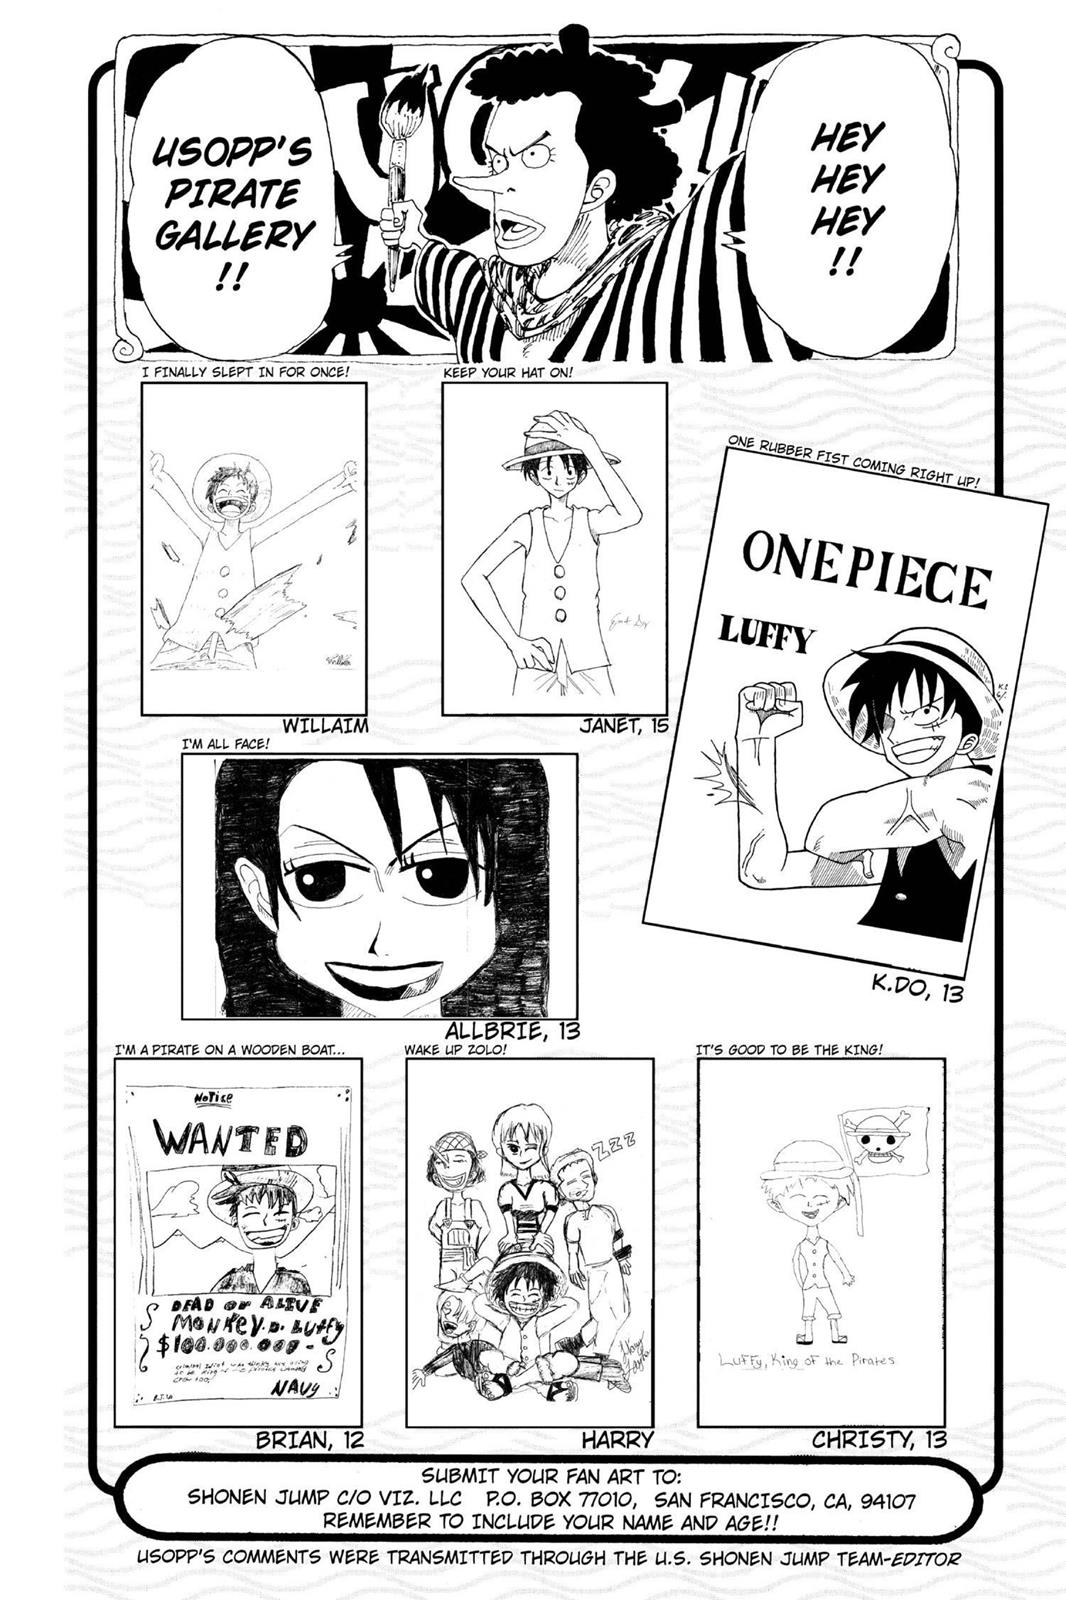 USOPP'S
PIRATE
GALLERY
!!
HEY
HEY
HEY
!!
I FINALLY SLEPT IN FOR ONCE!
WILLAIM
KEEP YOUR HAT ON!
JANET, 15
ONE RUBBER FIST COMING RIGHT UP!
ONE PIECE
LUFFY
K.DO, 13
I'M ALL FACE!
ALLBRIE, 13
I'M A PIRATE ON A WOODEN BOAT...
NOTICE
WANTED
DEAD or ALIVE
MONKEY.D. Luffy
$100.000.000-
NAVY
BRIAN, 12
WAKE UP ZOLO!
ZZZ
HARRY
IT'S GOOD TO BE THE KING!
Luffy, King of the Pirates
CHRISTY, 13
SUBMIT YOUR FAN ART TO:
SHONEN JUMP C/O VIZ. LLC P.O. BOX 77010, SAN FRANCISCO, CA, 94107
REMEMBER TO INCLUDE YOUR NAME AND AGE!!
USOPP'S COMMENTS WERE TRANSMITTED THROUGH THE U.S. SHONEN JUMP TEAM-EDITOR